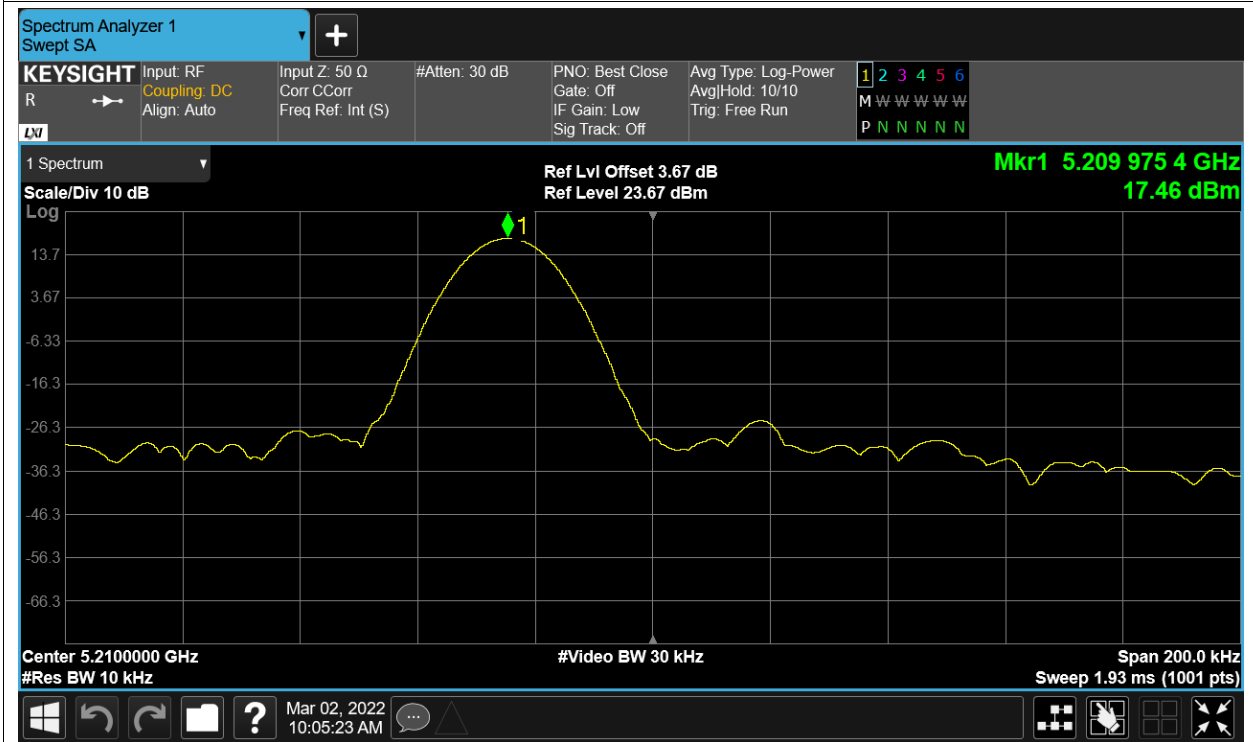 Spectrum Analyzer 1
Swept SA
+
KEYSIGHT
R
LXI
Input: RF
Coupling: DC
Align: Auto
Input Z: 50 Ω
Corr CCorr
Freq Ref: Int (S)
#Atten: 30 dB
PNO: Best Close
Gate: Off
IF Gain: Low
Sig Track: Off
Avg Type: Log-Power
Avg|Hold: 10/10
Trig: Free Run
1 2 3 4 5 6
M W W W W W
P N N N N N
1 Spectrum
Scale/Div 10 dB
Log
Ref Lvl Offset 3.67 dB
Ref Level 23.67 dBm
Mkr1 5.209 975 4 GHz
17.46 dBm
1
13.7
3.67
-6.33
-16.3
-26.3
-36.3
-46.3
-56.3
-66.3
Center 5.2100000 GHz
#Res BW 10 kHz
#Video BW 30 kHz
Span 200.0 kHz
Sweep 1.93 ms (1001 pts)
?
Mar 02, 2022
10:05:23 AM